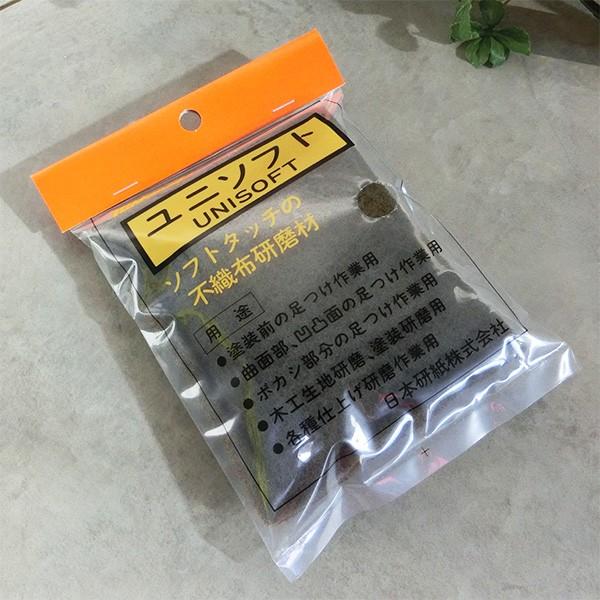 ユニソフト
UNISOFT
ソフトタッチの
不織布研磨材
用途
●塗装前の足つけ作業用
●曲面部、凹凸面の足つけ作業用
●ボカシ部分の足つけ作業用
●木工生地研磨、塗装研磨用
●各種仕上げ研磨作業用
日本研紙株式会社